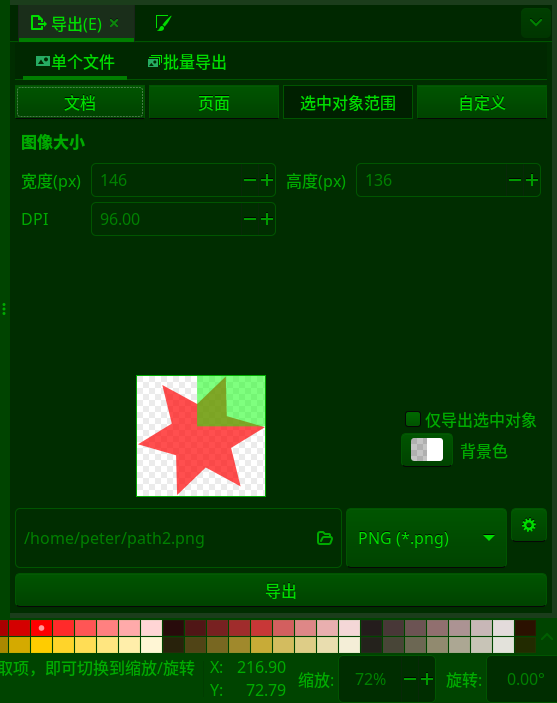 导出(E) ×
单个文件 批量导出
文档 页面 选中对象范围 自定义
图像大小
宽度(px) 146 高度(px) 136
DPI 96.00
仅导出选中对象
背景色
/home/peter/path2.png PNG (*.png)
导出
取项，即可切换到缩放/旋转 X: 216.90 缩放: 72% 旋转: 0.00°
Y: 72.79